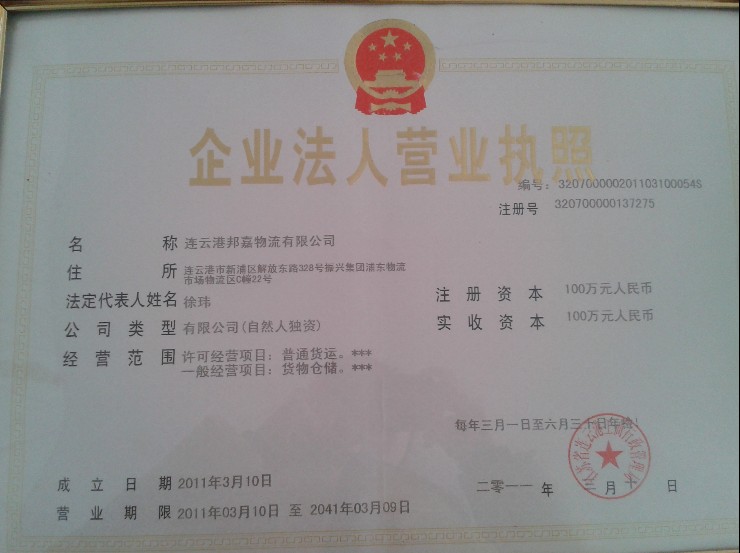 企业法人营业执照
编号: 320700000201103100054S
注册号 320700000137275
名称 连云港邦嘉物流有限公司
住所 连云港市新浦区解放东路328号振兴集团浦东物流
市场物流区C幢22号
法定代表人姓名 徐玮
注册资本 100万元人民币
公司类型 有限公司(自然人独资)
实收资本 100万元人民币
经营范围 许可经营项目: 普通货运。***
一般经营项目: 货物仓储。***
每年三月一日至六月三十日年检!
成立日期 2011年3月10日
二零一一 年 三月 十 日
营业期限 2011年03月10日 至 2041年03月09日